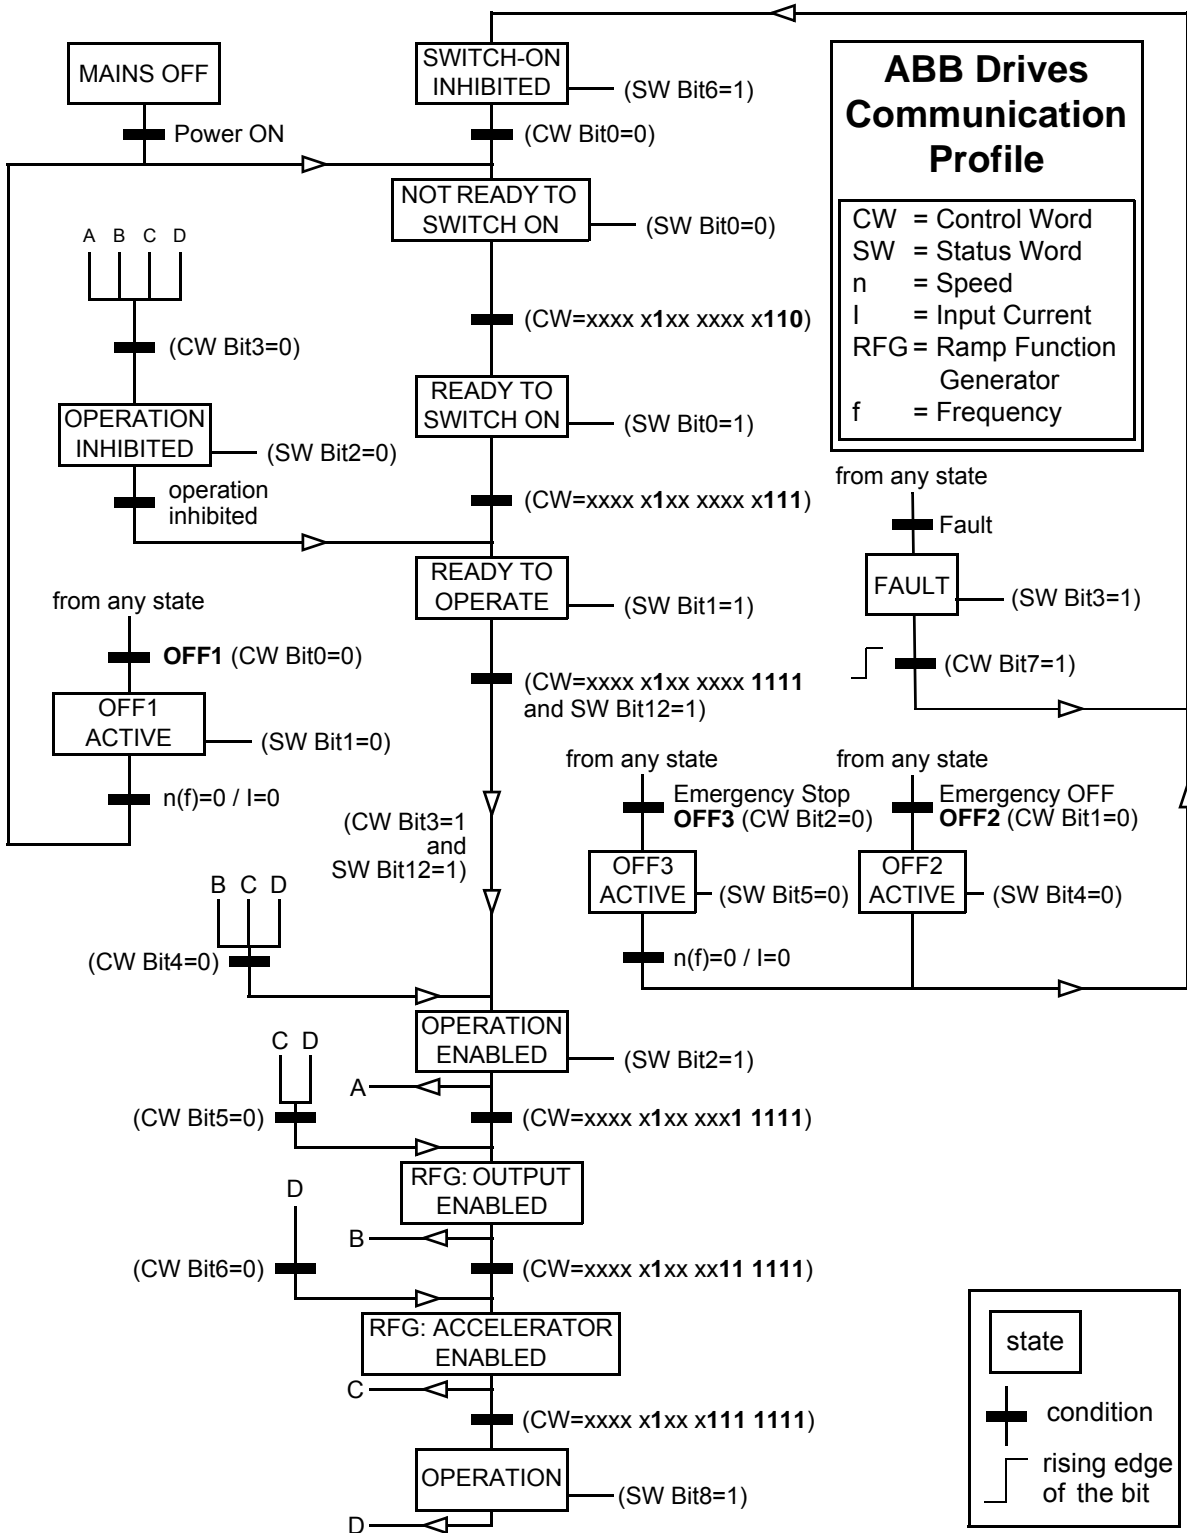 MAINS OFF
Power ON
SWITCH-ON
INHIBITED
(SW Bit6=1)
(CW Bit0=0)
NOT READY TO
SWITCH ON
(SW Bit0=0)
A B C D
(CW Bit3=0)
OPERATION
INHIBITED
(SW Bit2=0)
operation
inhibited
(CW=xxxx x1xx xxxx x110)
READY TO
SWITCH ON
(SW Bit0=1)
(CW=xxxx x1xx xxxx x111)
READY TO
OPERATE
(SW Bit1=1)
(CW=xxxx x1xx xxxx 1111
and SW Bit12=1)
ABB Drives
Communication
Profile
CW = Control Word
SW = Status Word
n = Speed
I = Input Current
RFG = Ramp Function
Generator
f = Frequency
from any state
Fault
FAULT
(SW Bit3=1)
(CW Bit7=1)
from any state
OFF1 (CW Bit0=0)
OFF1
ACTIVE
(SW Bit1=0)
n(f)=0 / I=0
(CW Bit3=1
and
SW Bit12=1)
from any state
Emergency Stop
OFF3 (CW Bit2=0)
OFF3
ACTIVE
(SW Bit5=0)
n(f)=0 / I=0
from any state
Emergency OFF
OFF2 (CW Bit1=0)
OFF2
ACTIVE
(SW Bit4=0)
B C D
(CW Bit4=0)
OPERATION
ENABLED
(SW Bit2=1)
A
C D
(CW Bit5=0)
(CW=xxxx x1xx xxx1 1111)
RFG: OUTPUT
ENABLED
D
B
(CW Bit6=0)
(CW=xxxx x1xx xx11 1111)
RFG: ACCELERATOR
ENABLED
C
(CW=xxxx x1xx x111 1111)
OPERATION
(SW Bit8=1)
D
state
condition
rising edge
of the bit